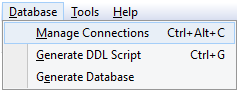 Database Tools Help
Manage Connections Ctrl+Alt+C
Generate DDL Script Ctrl+G
Generate Database